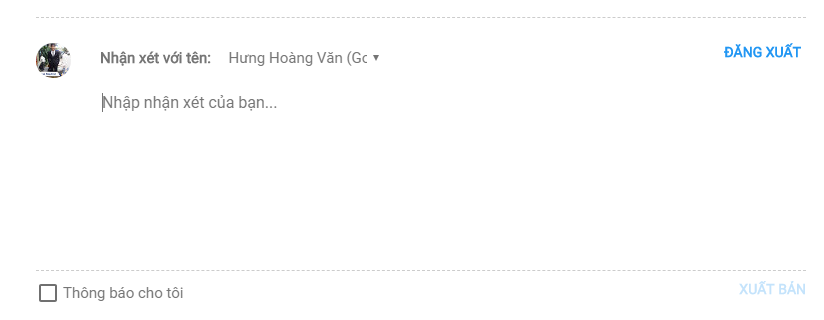 Nhận xét với tên: Hưng Hoàng Văn (Gc
ĐĂNG XUẤT
Nhập nhận xét của bạn...
Thông báo cho tôi
XUẤT BẢN